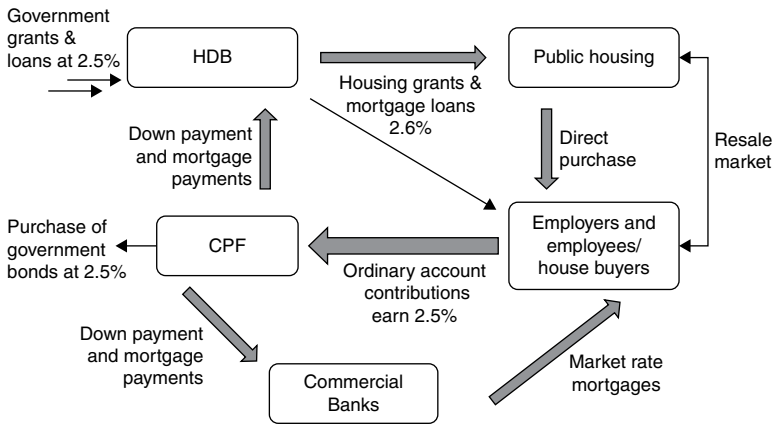 Government
grants &
loans at 2.5%
HDB
Public housing
Housing grants &
mortgage loans
2.6%
Down payment
and mortgage
payments
Direct
purchase
Resale
market
Purchase of
government
bonds at 2.5%
CPF
Employers and
employees/
house buyers
Ordinary account
contributions
earn 2.5%
Down payment
and mortgage
payments
Commercial
Banks
Market rate
mortgages